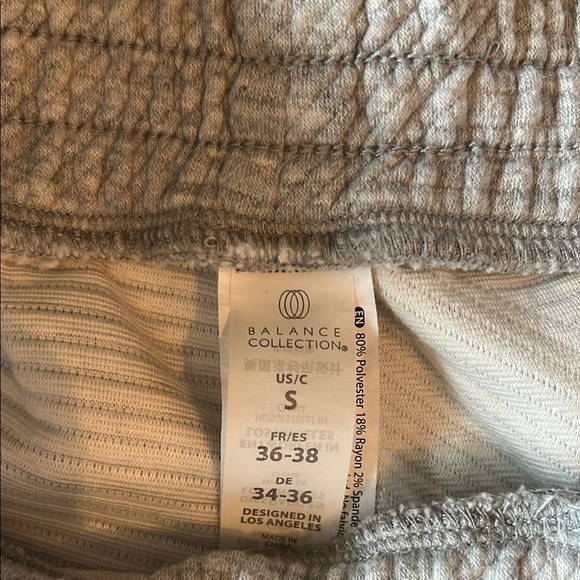 BALANCE
COLLECTION®
US/C
S
FR/ES
36-38
DE
34-36
DESIGNED IN
LOS ANGELES
MADE IN
CHINA
EN 80% Polyester 18% Rayon 2% Spande